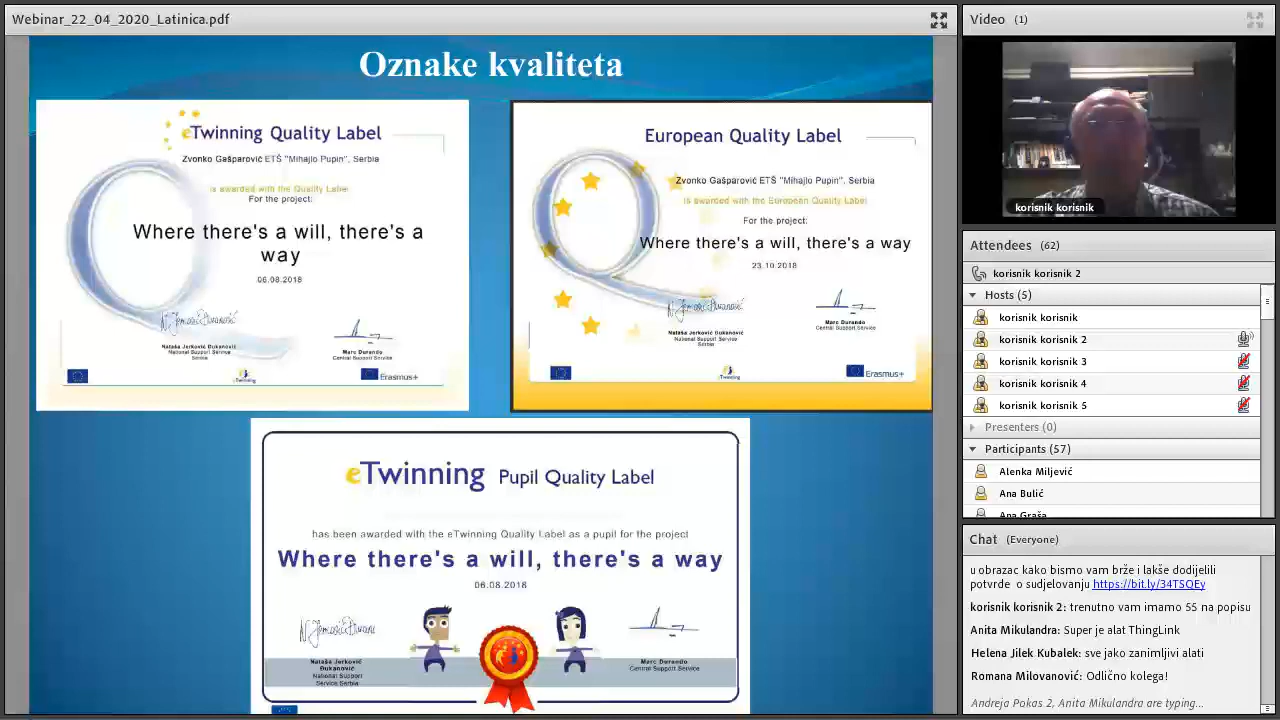 Webinar_22_04_2020_Latinica.pdf
Oznake kvaliteta
eTwinning Quality Label
Zvonko Gašparović ETŠ "Mihajlo Pupin", Serbia
is awarded with the Quality Label
For the project:
Where there's a will, there's a
way
06.08.2018
Nataša Jerković Đukanović
National Support Service
Serbia
Marc Durando
Central Support Service
eTwinning
Erasmus+
European Quality Label
Zvonko Gašparović ETŠ "Mihajlo Pupin", Serbia
is awarded with the European Quality Label
For the project:
Where there's a will, there's a way
23.10.2018
Nataša Jerković Đukanović
National Support Service
Serbia
Marc Durando
Central Support Service
eTwinning
Erasmus+
eTwinning Pupil Quality Label
has been awarded with the eTwinning Quality Label as a pupil for the project
Where there's a will, there's a way
06.08.2018
Nataša Jerković
Đukanović
National Support
Service Serbia
Marc Durando
Central Support Service
Video (1)
korisnik korisnik
Attendees (62)
korisnik korisnik 2
Hosts (5)
korisnik korisnik
korisnik korisnik 2
korisnik korisnik 3
korisnik korisnik 4
korisnik korisnik 5
Presenters (0)
Participants (57)
Alenka Miljević
Ana Bulić
Ana Graša
Chat (Everyone)
u obrazac kako bismo vam brže i lakše dodijelili
potvrde o sudjelovanju https://bit.ly/34TSQEy
korisnik korisnik 2: trenutno vam imamo 55 na popisu
Anita Mikulandra: Super je alat ThingLink
Helena Jilek Kubalek: sve jako zanimljivi alati
Romana Milovanović: Odlično kolega!
Andreja Pokas 2, Anita Mikulandra are typing...